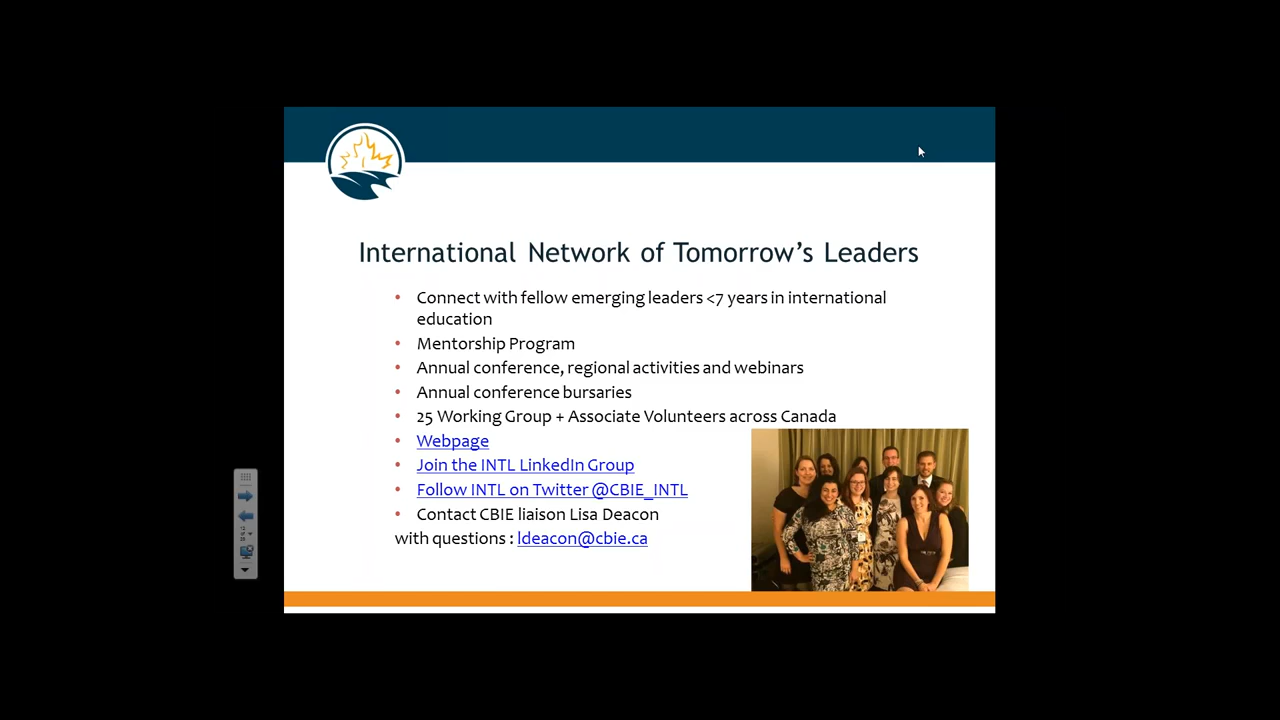 International Network of Tomorrow’s Leaders
• Connect with fellow emerging leaders <7 years in international
education
• Mentorship Program
• Annual conference, regional activities and webinars
• Annual conference bursaries
• 25 Working Group + Associate Volunteers across Canada
• Webpage
• Join the INTL LinkedIn Group
• Follow INTL on Twitter @CBIE_INTL
• Contact CBIE liaison Lisa Deacon
with questions : ldeacon@cbie.ca